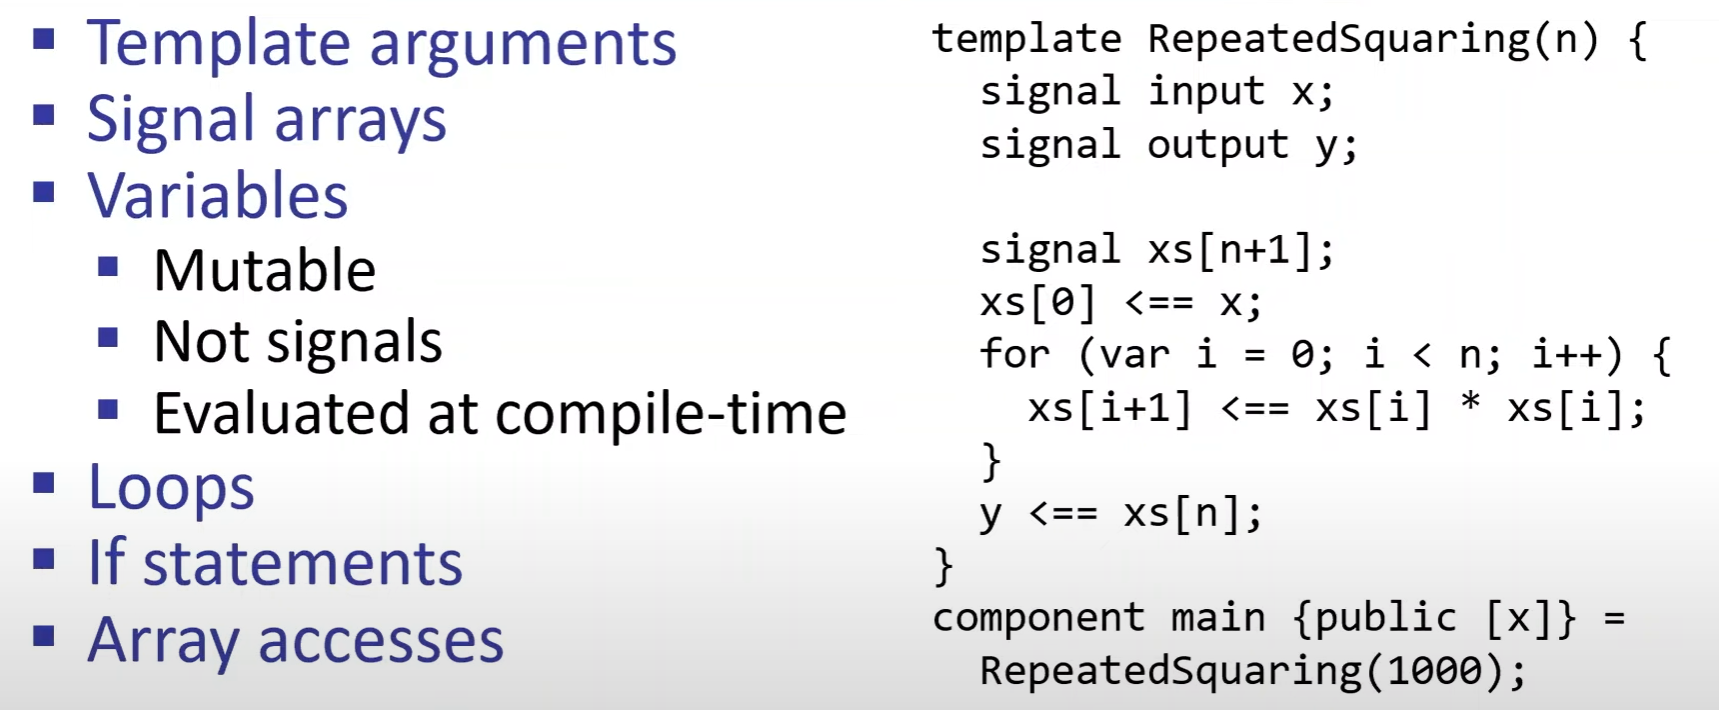 Template arguments
Signal arrays
Variables
Mutable
Not signals
Evaluated at compile-time
Loops
If statements
Array accesses
template RepeatedSquaring(n) {
  signal input x;
  signal output y;

  signal xs[n+1];
  xs[0] <== x;
  for (var i = 0; i < n; i++) {
    xs[i+1] <== xs[i] * xs[i];
  }
  y <== xs[n];
}
component main {public [x]} =
  RepeatedSquaring(1000);